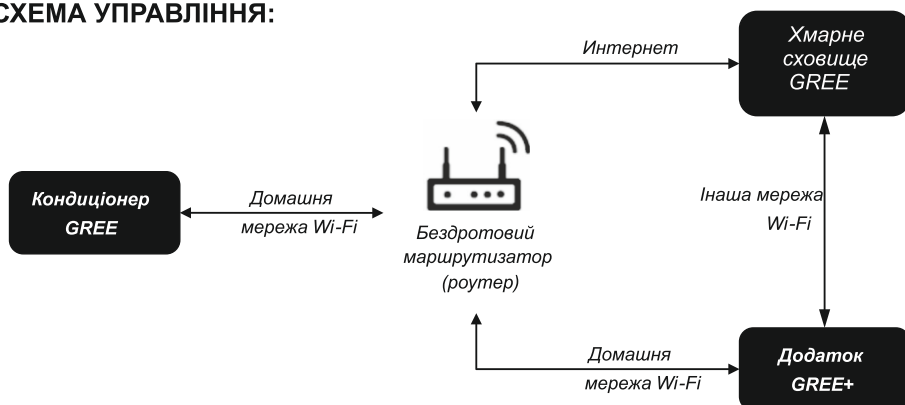 СХЕМА УПРАВЛІННЯ:
Интернет
Хмарне
сховище
GREE
Кондиціонер
GREE
Домашня
мережа Wi-Fi
Бездротовий
маршрутизатор
(роутер)
Інаша мережа
Wi-Fi
Домашня
мережа Wi-Fi
Додаток
GREE+